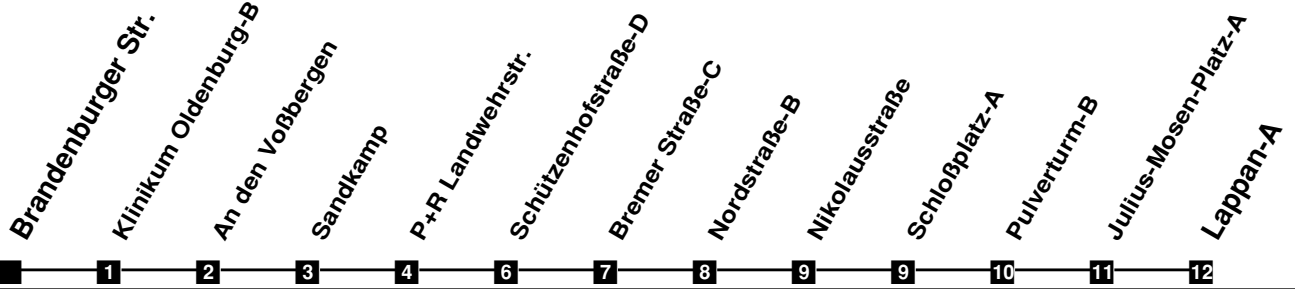 Brandenburger Str.
Klinikum Oldenburg-B
An den Voßbergen
Sandkamp
P+R Landwehrstr.
Schützenhofstraße-D
Bremer Straße-C
Nordstraße-B
Nikolausstraße
Schloßplatz-A
Pulverturm-B
Julius-Mosen-Platz-A
Lappan-A
1 2 3 4 6 7 8 9 9 10 11 12